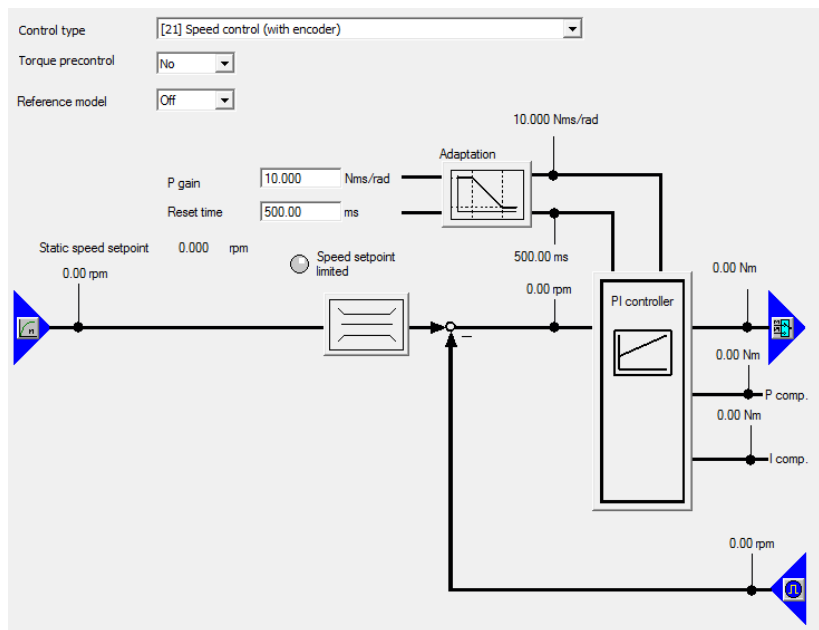 Control type [21] Speed control (with encoder)
Torque precontrol No
Reference model Off
10.000 Nms/rad
Adaptation
P gain 10.000 Nms/rad
Reset time 500.00 ms
Static speed setpoint 0.000 rpm
Speed setpoint
limited
500.00 ms
0.00 rpm
0.00 rpm
0.00 Nm
PI controller
0.00 Nm
P comp.
0.00 Nm
I comp.
0.00 rpm